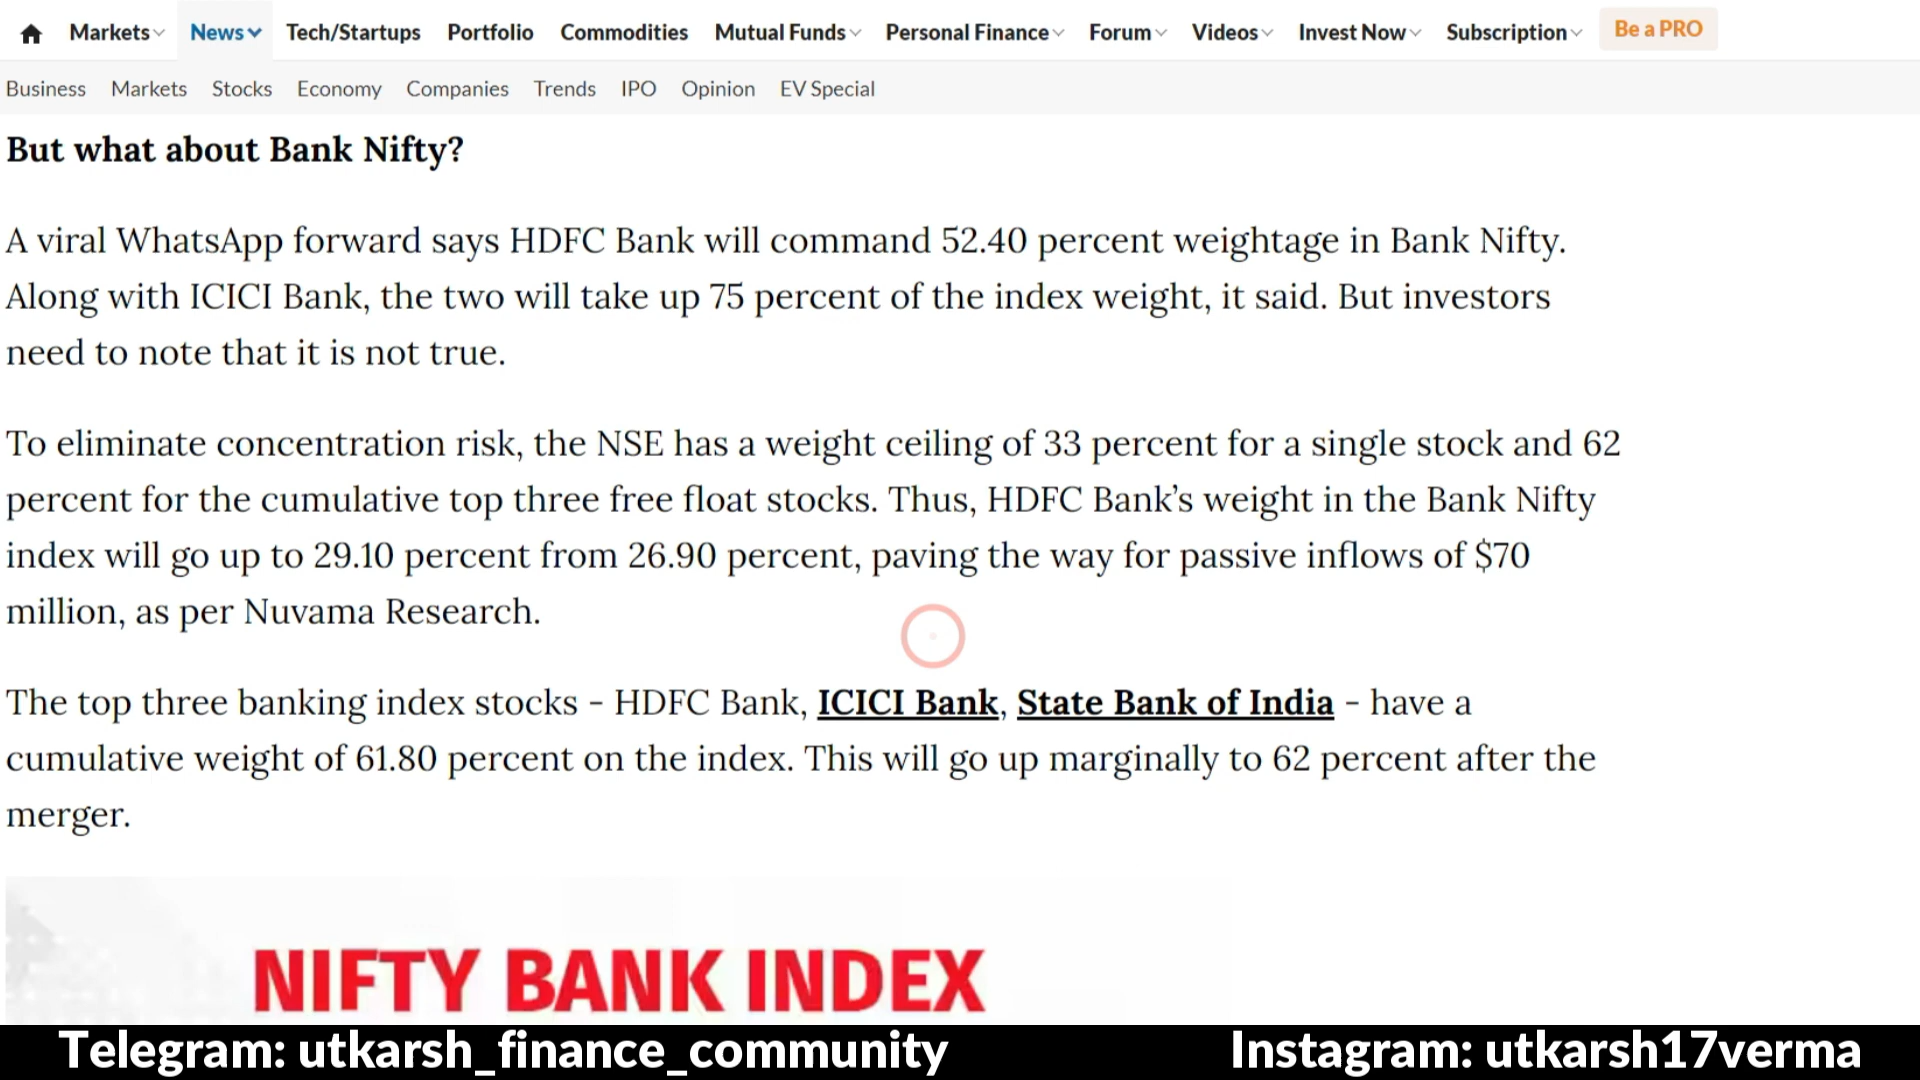 Markets News Tech/Startups Portfolio Commodities Mutual Funds Personal Finance Forum Videos Invest Now Subscription Be a PRO
Business Markets Stocks Economy Companies Trends IPO Opinion EV Special
But what about Bank Nifty?
A viral WhatsApp forward says HDFC Bank will command 52.40 percent weightage in Bank Nifty.
Along with ICICI Bank, the two will take up 75 percent of the index weight, it said. But investors
need to note that it is not true.
To eliminate concentration risk, the NSE has a weight ceiling of 33 percent for a single stock and 62
percent for the cumulative top three free float stocks. Thus, HDFC Bank’s weight in the Bank Nifty
index will go up to 29.10 percent from 26.90 percent, paving the way for passive inflows of $70
million, as per Nuvama Research.
The top three banking index stocks - HDFC Bank, ICICI Bank, State Bank of India - have a
cumulative weight of 61.80 percent on the index. This will go up marginally to 62 percent after the
merger.
NIFTY BANK INDEX
Telegram: utkarsh_finance_community Instagram: utkarsh17verma